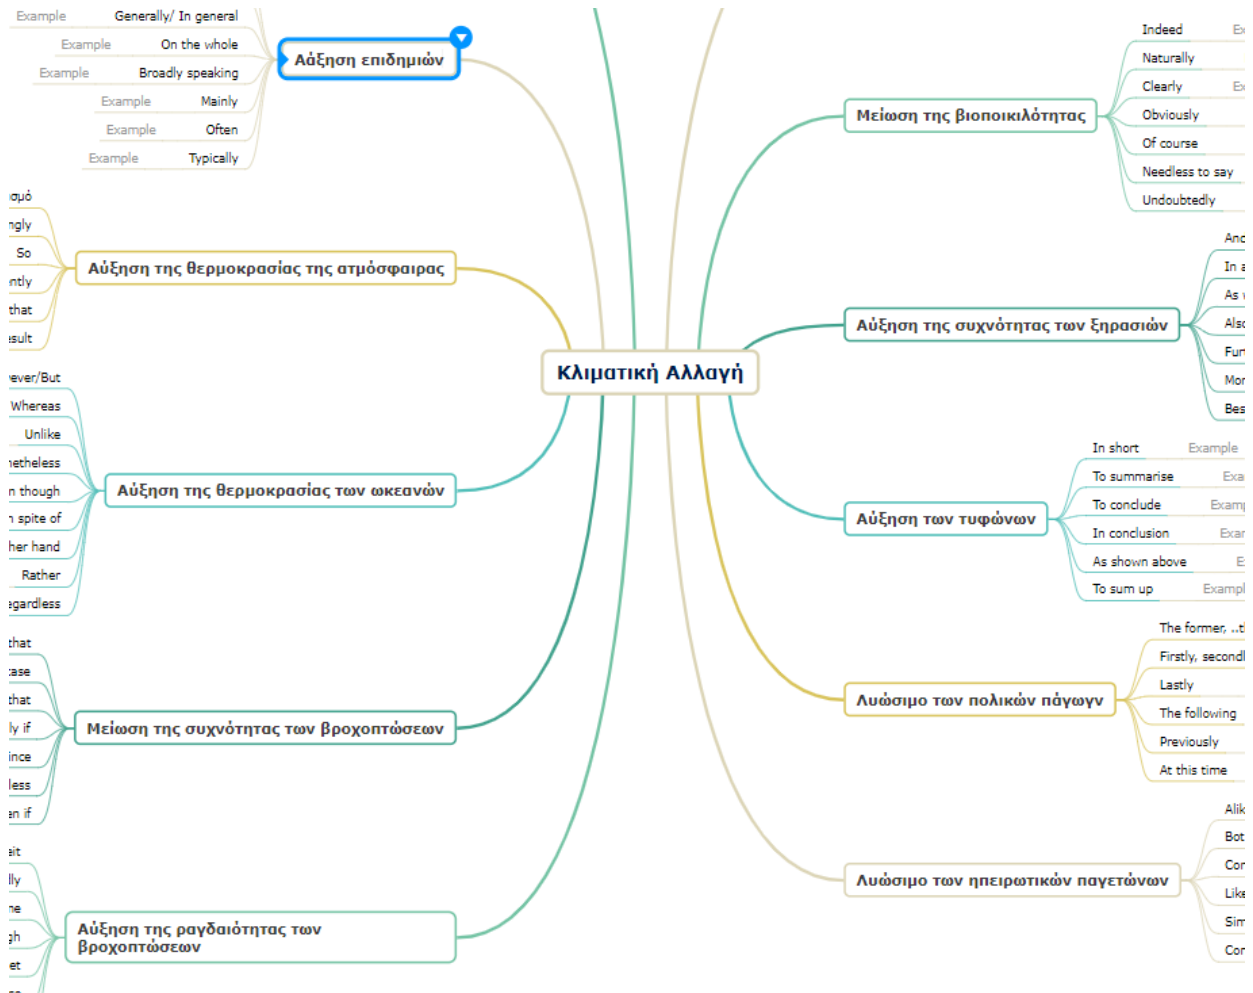 Example Generally/ In general
Example On the whole
Example Broadly speaking
Example Mainly
Example Often
Example Typically
Αάξηση επιδημιών
So
Αύξηση της θερμοκρασίας της ατμόσφαιρας
Whereas
Unlike
Rather
Αύξηση της θερμοκρασίας των ωκεανών
Μείωση της συχνότητας των βροχοπτώσεων
Αύξηση της ραγδαιότητας των
βροχοπτώσεων
Κλιματική Αλλαγή
Μείωση της βιοποικιλότητας
Indeed
Naturally
Clearly
Obviously
Of course
Needless to say
Undoubtedly
Αύξηση της συχνότητας των ξηρασιών
Αύξηση των τυφώνων
In short Example
To summarise
To conclude
In conclusion
As shown above
To sum up
Λυώσιμο των πολικών πάγωγν
The former,
Firstly,
Lastly
The following
Previously
At this time
Λυώσιμο των ηπειρωτικών παγετώνων